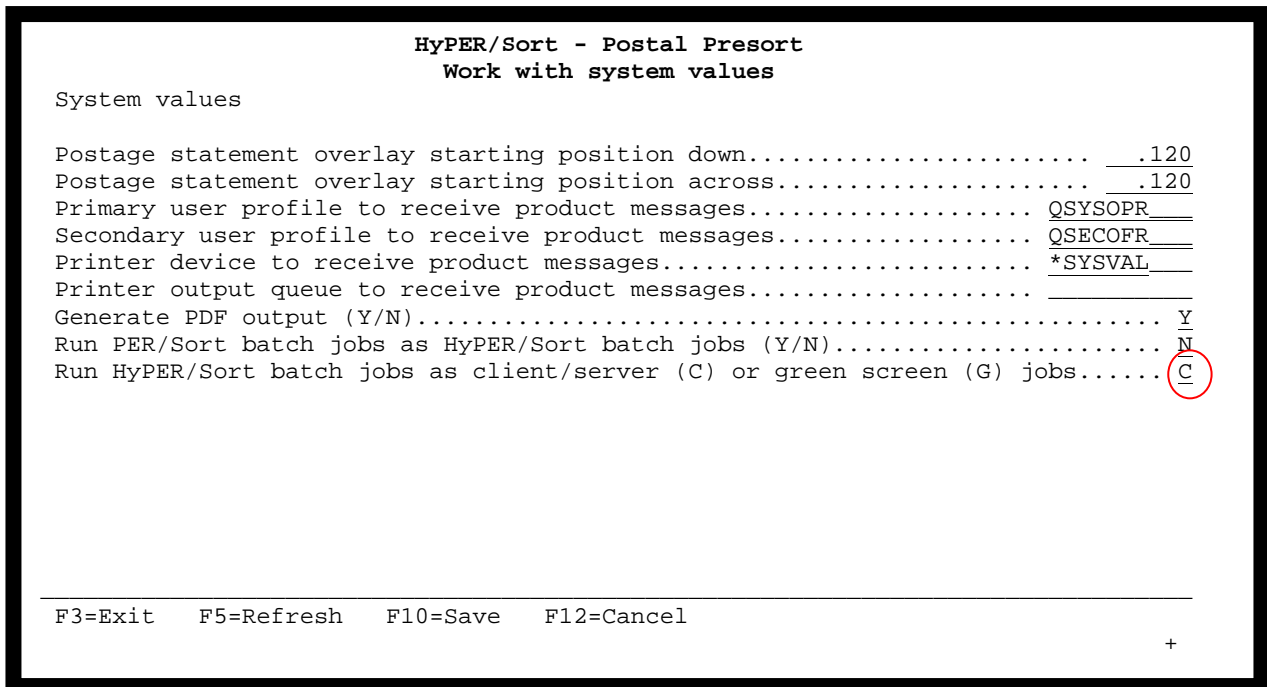 HyPER/Sort - Postal Presort
Work with system values
System values
Postage statement overlay starting position down........................ .120
Postage statement overlay starting position across...................... .120
Primary user profile to receive product messages.................... QSYSOPR___
Secondary user profile to receive product messages.................. QSECOFR___
Printer device to receive product messages.......................... *SYSVAL___
Printer output queue to receive product messages.................... __________
Generate PDF output (Y/N).................................................... Y
Run PER/Sort batch jobs as HyPER/Sort batch jobs (Y/N)....................... N
Run HyPER/Sort batch jobs as client/server (C) or green screen (G) jobs...... C
F3=Exit   F5=Refresh   F10=Save   F12=Cancel
+